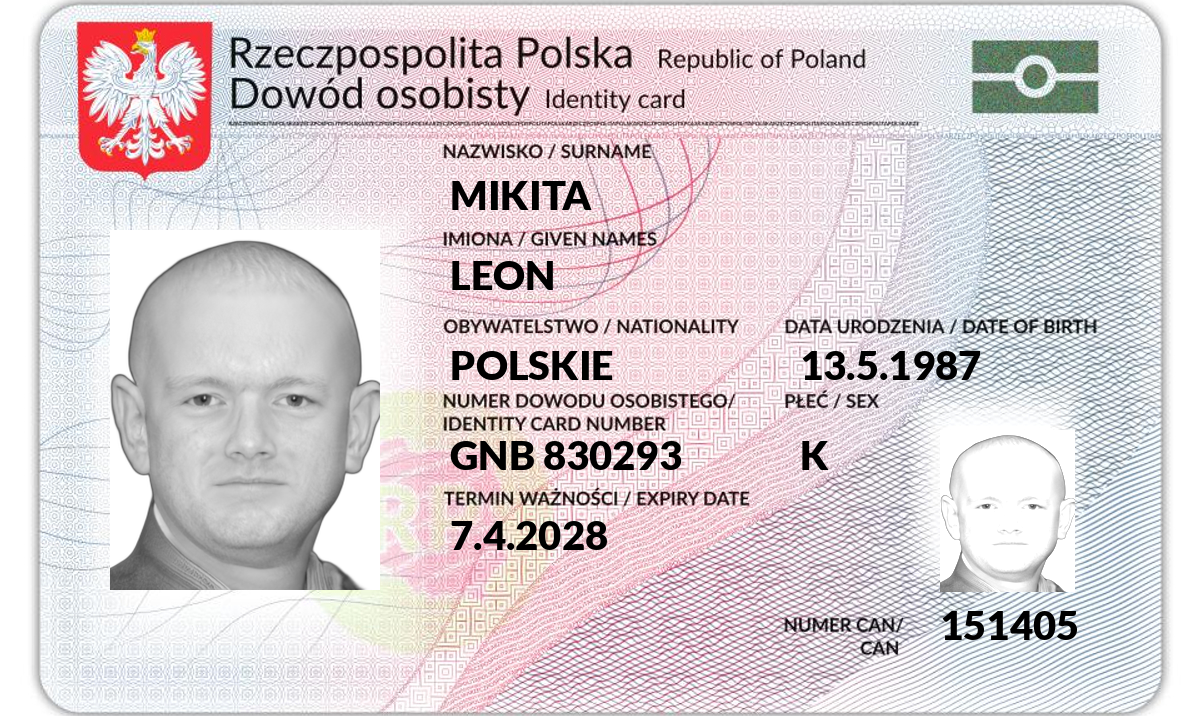 Rzeczpospolita Polska Republic of Poland
Dowód osobisty Identity card
NAZWISKO / SURNAME
MIKITA
IMIONA / GIVEN NAMES
LEON
OBYWATELSTWO / NATIONALITY DATA URODZENIA / DATE OF BIRTH
POLSKIE 13.5.1987
NUMER DOWODU OSOBISTEGO/ PŁEĆ / SEX
IDENTITY CARD NUMBER
GNB 830293 K
TERMIN WAŻNOŚCI / EXPIRY DATE
7.4.2028
NUMER CAN/ 151405
CAN